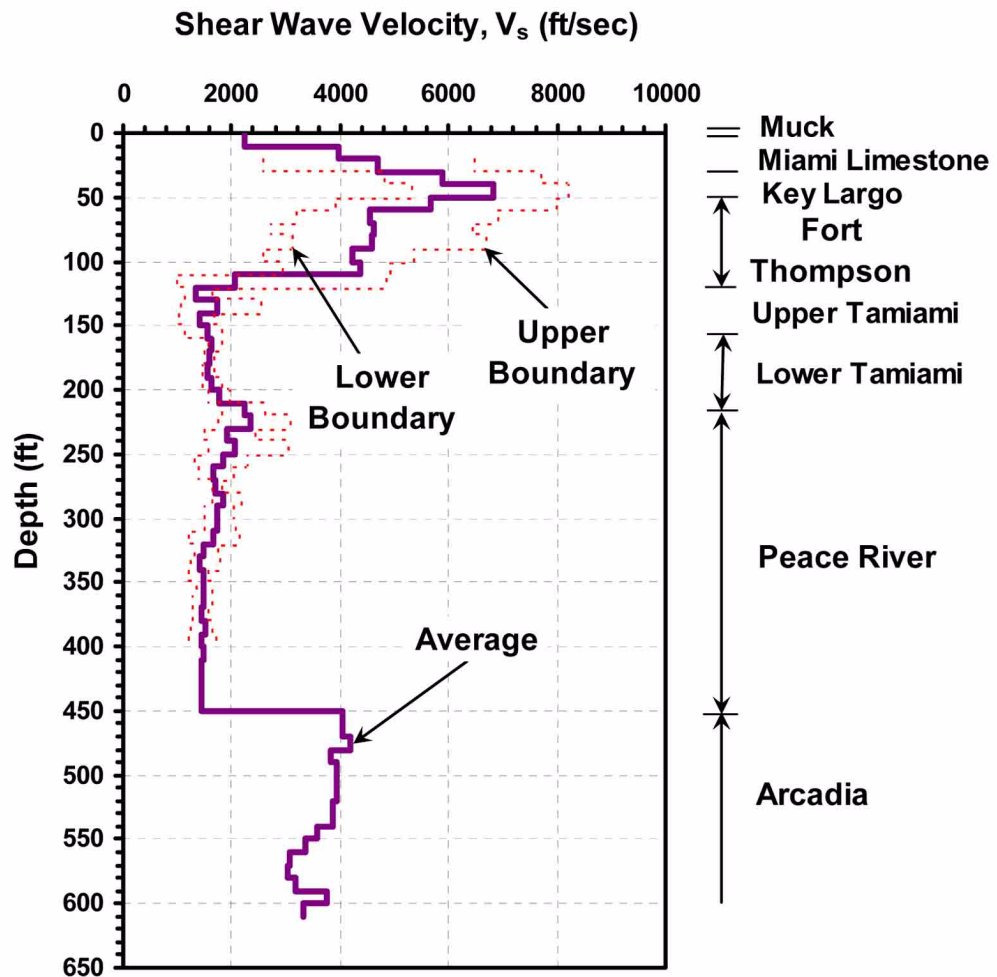 Shear Wave Velocity, Vs (ft/sec)
0 2000 4000 6000 8000 10000
0
50
100
150
200
250
300
350
400
450
500
550
600
650
Depth (ft)
Lower
Boundary
Upper
Boundary
Average
Muck
Miami Limestone
Key Largo
Fort
Thompson
Upper Tamiami
Lower Tamiami
Peace River
Arcadia